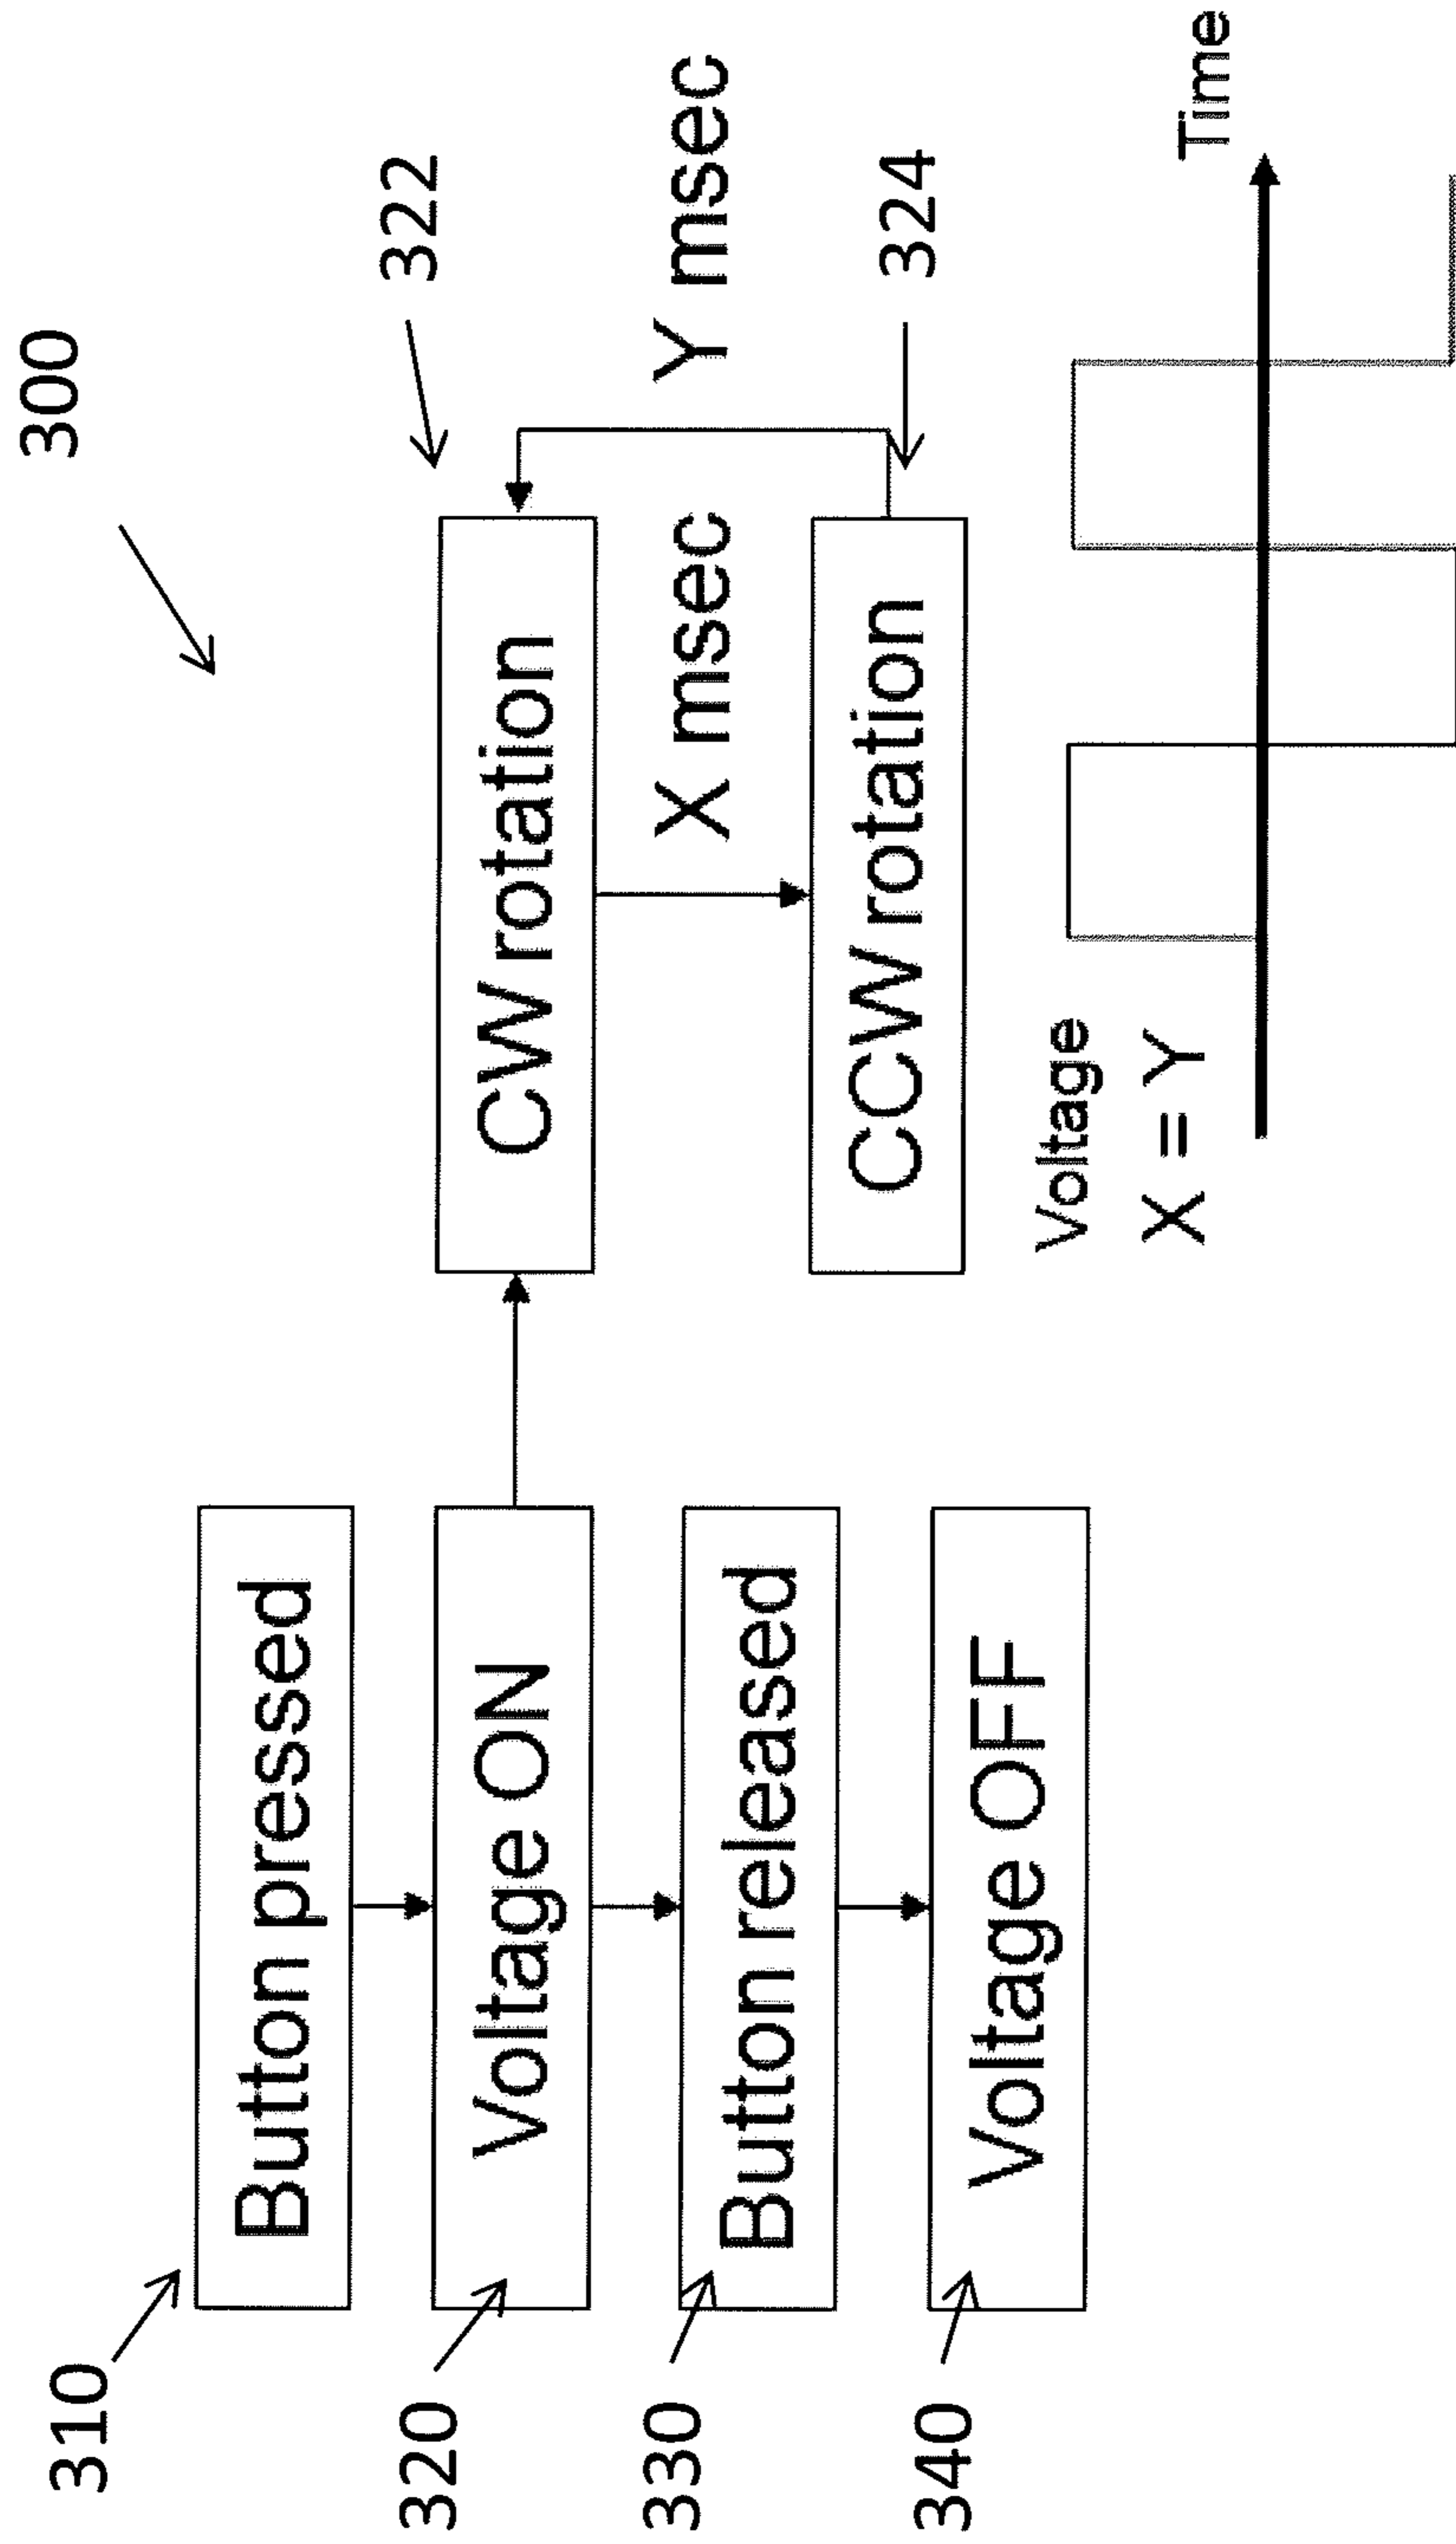 300
310
Button pressed
320
Voltage ON
330
Button released
340
Voltage OFF
322
CW rotation
X msec
Y msec
324
CCW rotation
Voltage
X = Y
Time